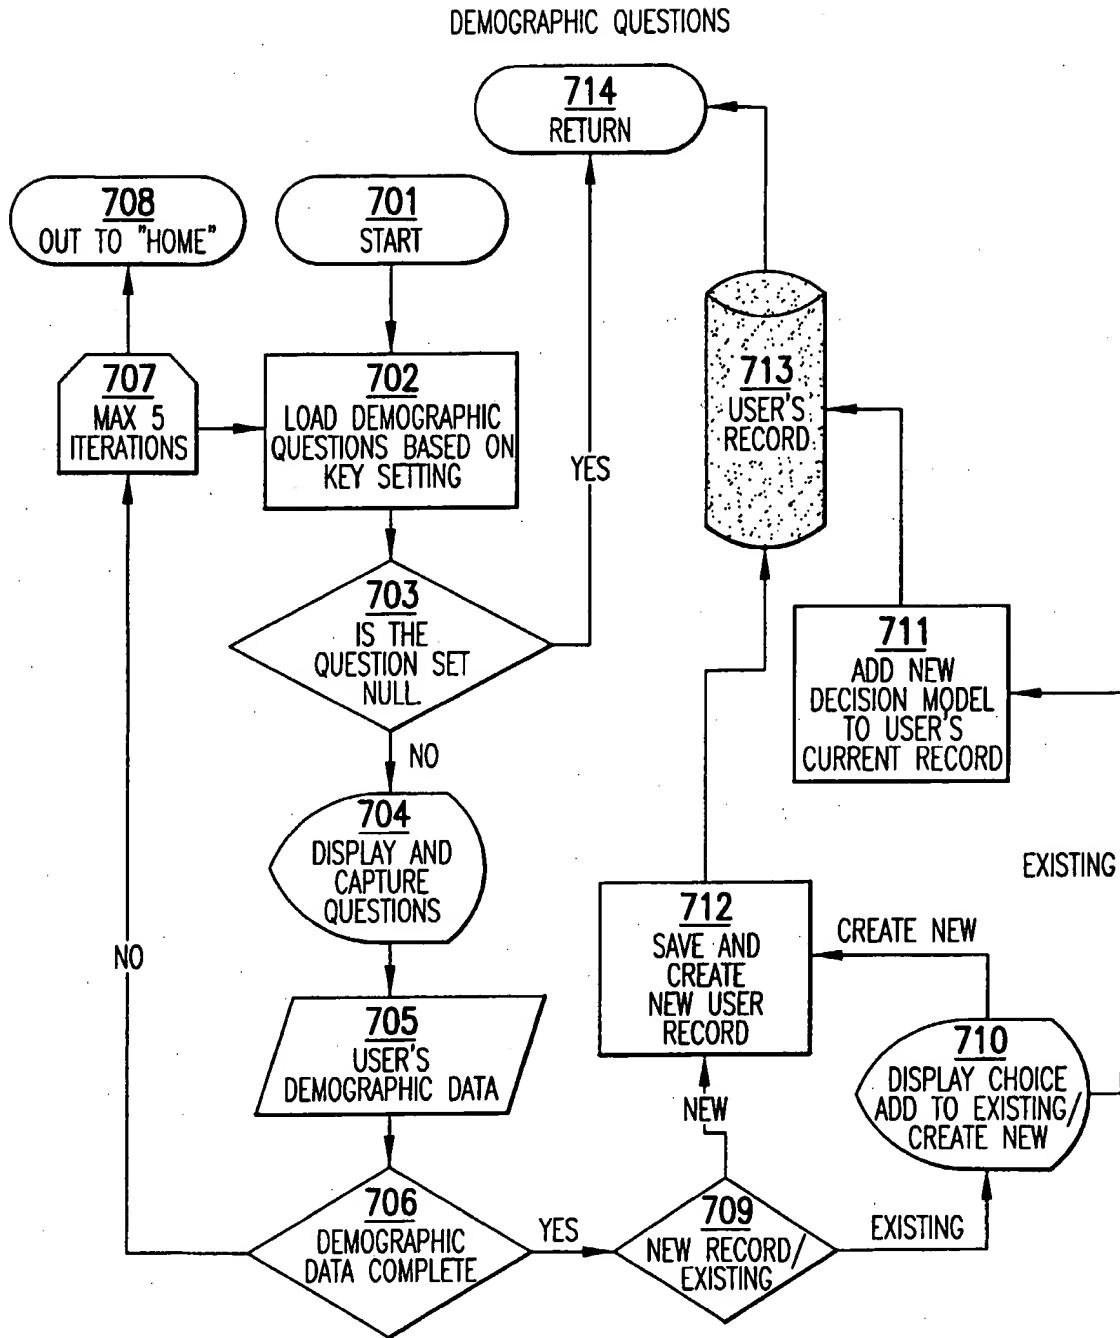 DEMOGRAPHIC QUESTIONS
714
RETURN
708
OUT TO "HOME"
701
START
707
MAX 5
ITERATIONS
702
LOAD DEMOGRAPHIC
QUESTIONS BASED ON
KEY SETTING
YES
713
USER'S
RECORD
703
IS THE
QUESTION SET
NULL.
711
ADD NEW
DECISION MODEL
TO USER'S
CURRENT RECORD
NO
704
DISPLAY AND
CAPTURE
QUESTIONS
EXISTING
712
SAVE AND
CREATE
NEW USER
RECORD
CREATE NEW
NO
705
USER'S
DEMOGRAPHIC DATA
710
DISPLAY CHOICE
ADD TO EXISTING/
CREATE NEW
NEW
706
DEMOGRAPHIC
DATA COMPLETE
YES
709
NEW RECORD/
EXISTING
EXISTING